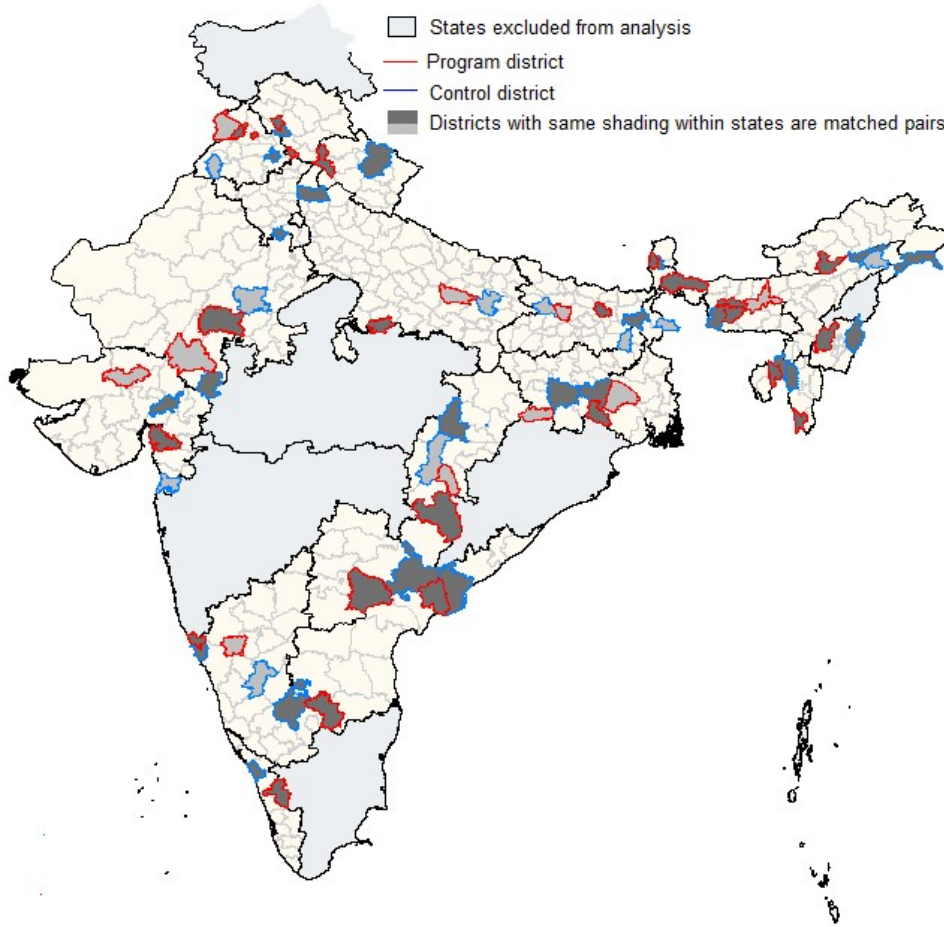 States excluded from analysis
Program district
Control district
Districts with same shading within states are matched pairs